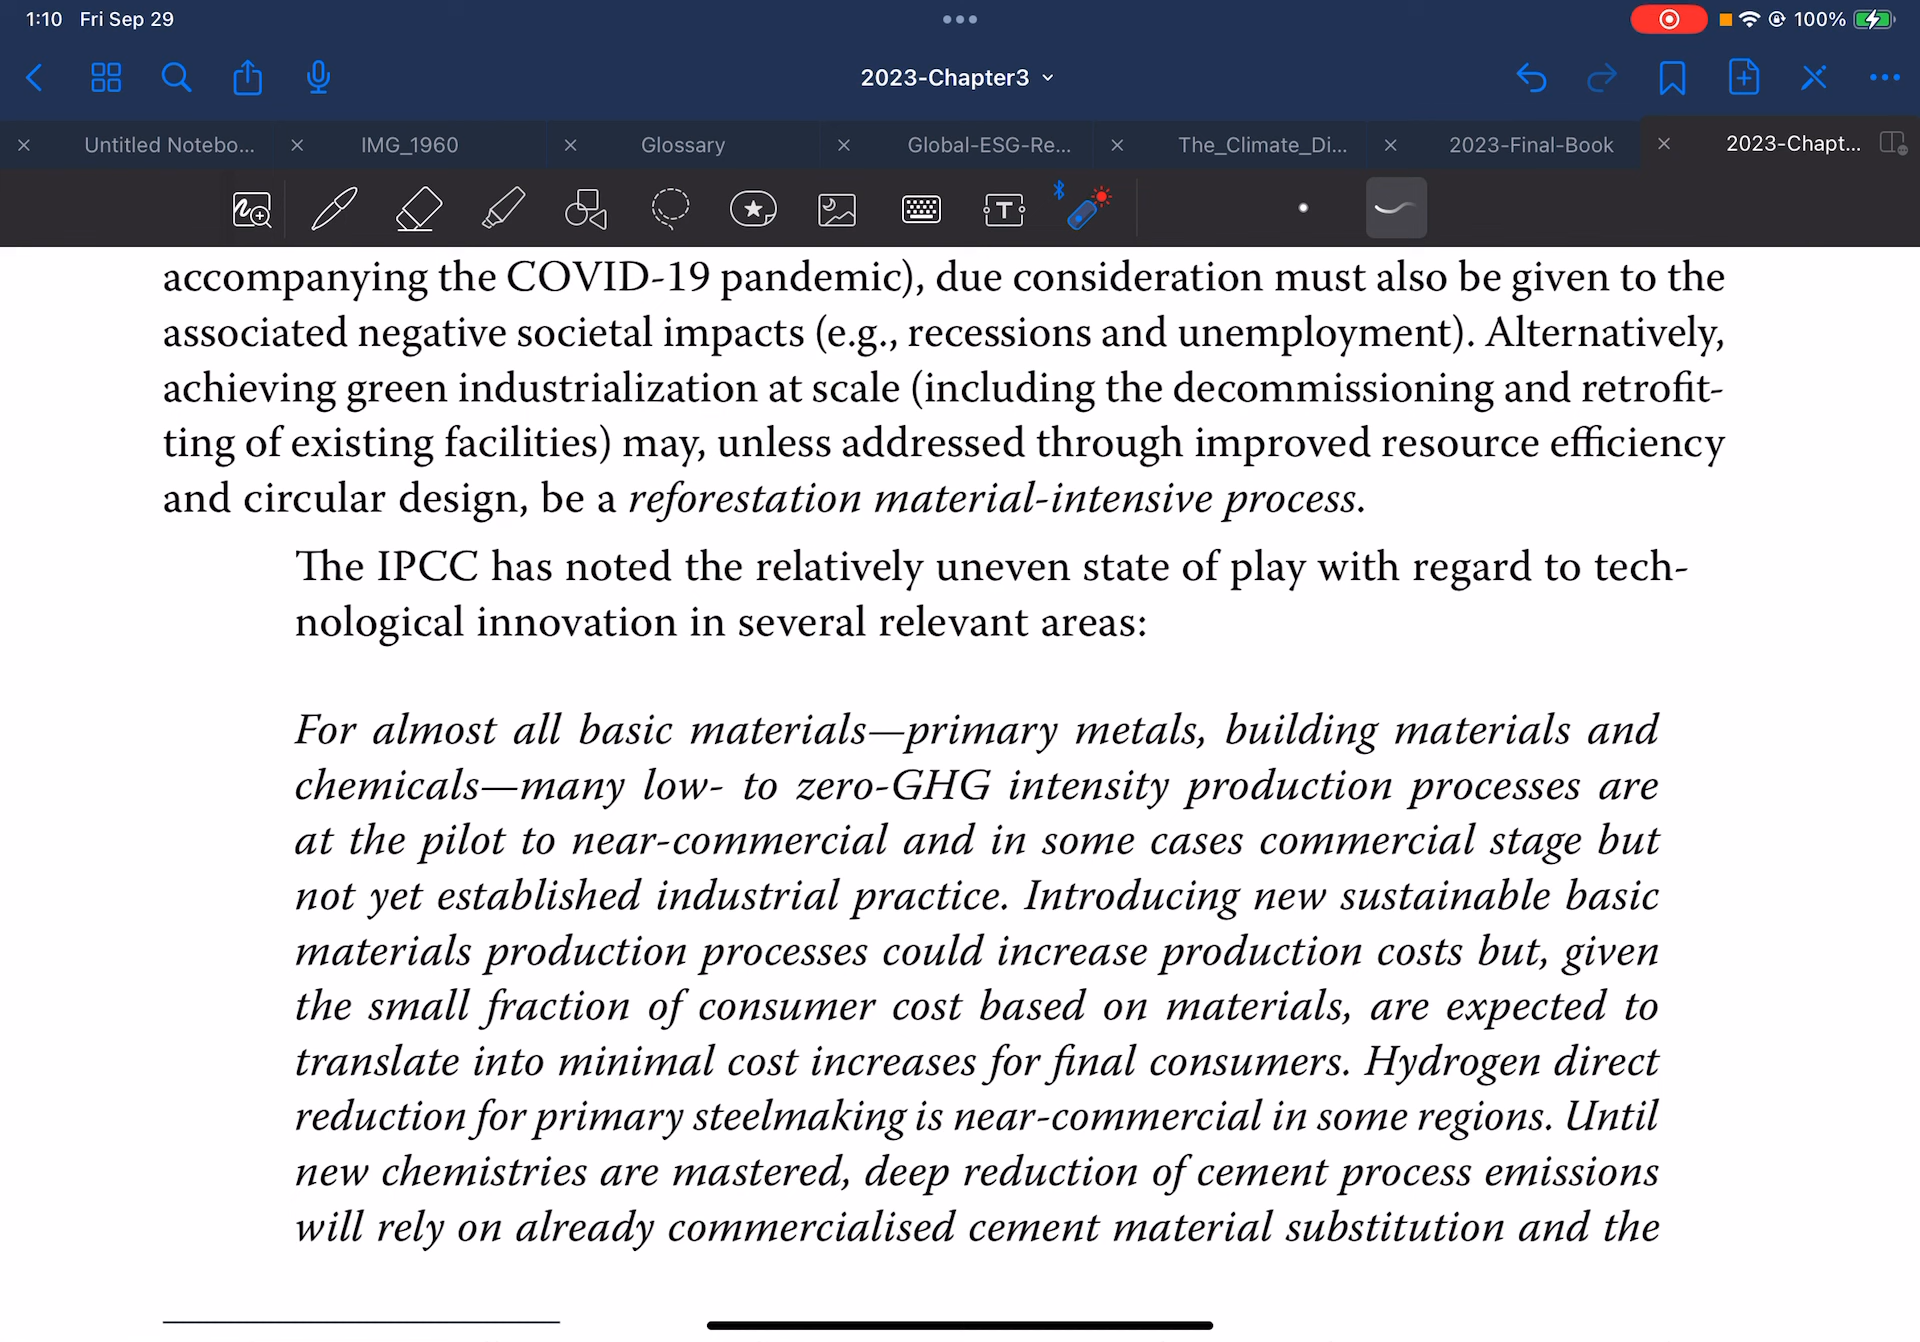 1:10 Fri Sep 29
100%
2023-Chapter3
Untitled Notebo...
IMG_1960
Glossary
Global-ESG-Re...
The_Climate_Di...
2023-Final-Book
2023-Chapt...
T
accompanying the COVID-19 pandemic), due consideration must also be given to the
associated negative societal impacts (e.g., recessions and unemployment). Alternatively,
achieving green industrialization at scale (including the decommissioning and retrofit-
ting of existing facilities) may, unless addressed through improved resource efficiency
and circular design, be a reforestation material-intensive process.
The IPCC has noted the relatively uneven state of play with regard to tech-
nological innovation in several relevant areas:
For almost all basic materials—primary metals, building materials and
chemicals—many low- to zero-GHG intensity production processes are
at the pilot to near-commercial and in some cases commercial stage but
not yet established industrial practice. Introducing new sustainable basic
materials production processes could increase production costs but, given
the small fraction of consumer cost based on materials, are expected to
translate into minimal cost increases for final consumers. Hydrogen direct
reduction for primary steelmaking is near-commercial in some regions. Until
new chemistries are mastered, deep reduction of cement process emissions
will rely on already commercialised cement material substitution and the